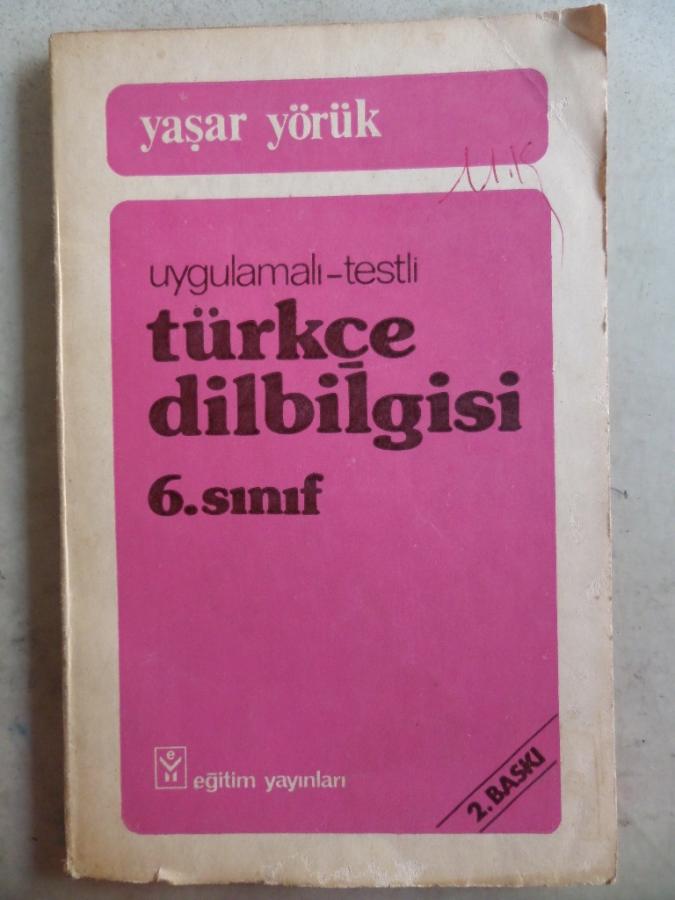 yaşar yörük
uygulamalı-testli
türkçe
dilbilgisi
6.sınıf
eğitim yayınları
2. BASKI